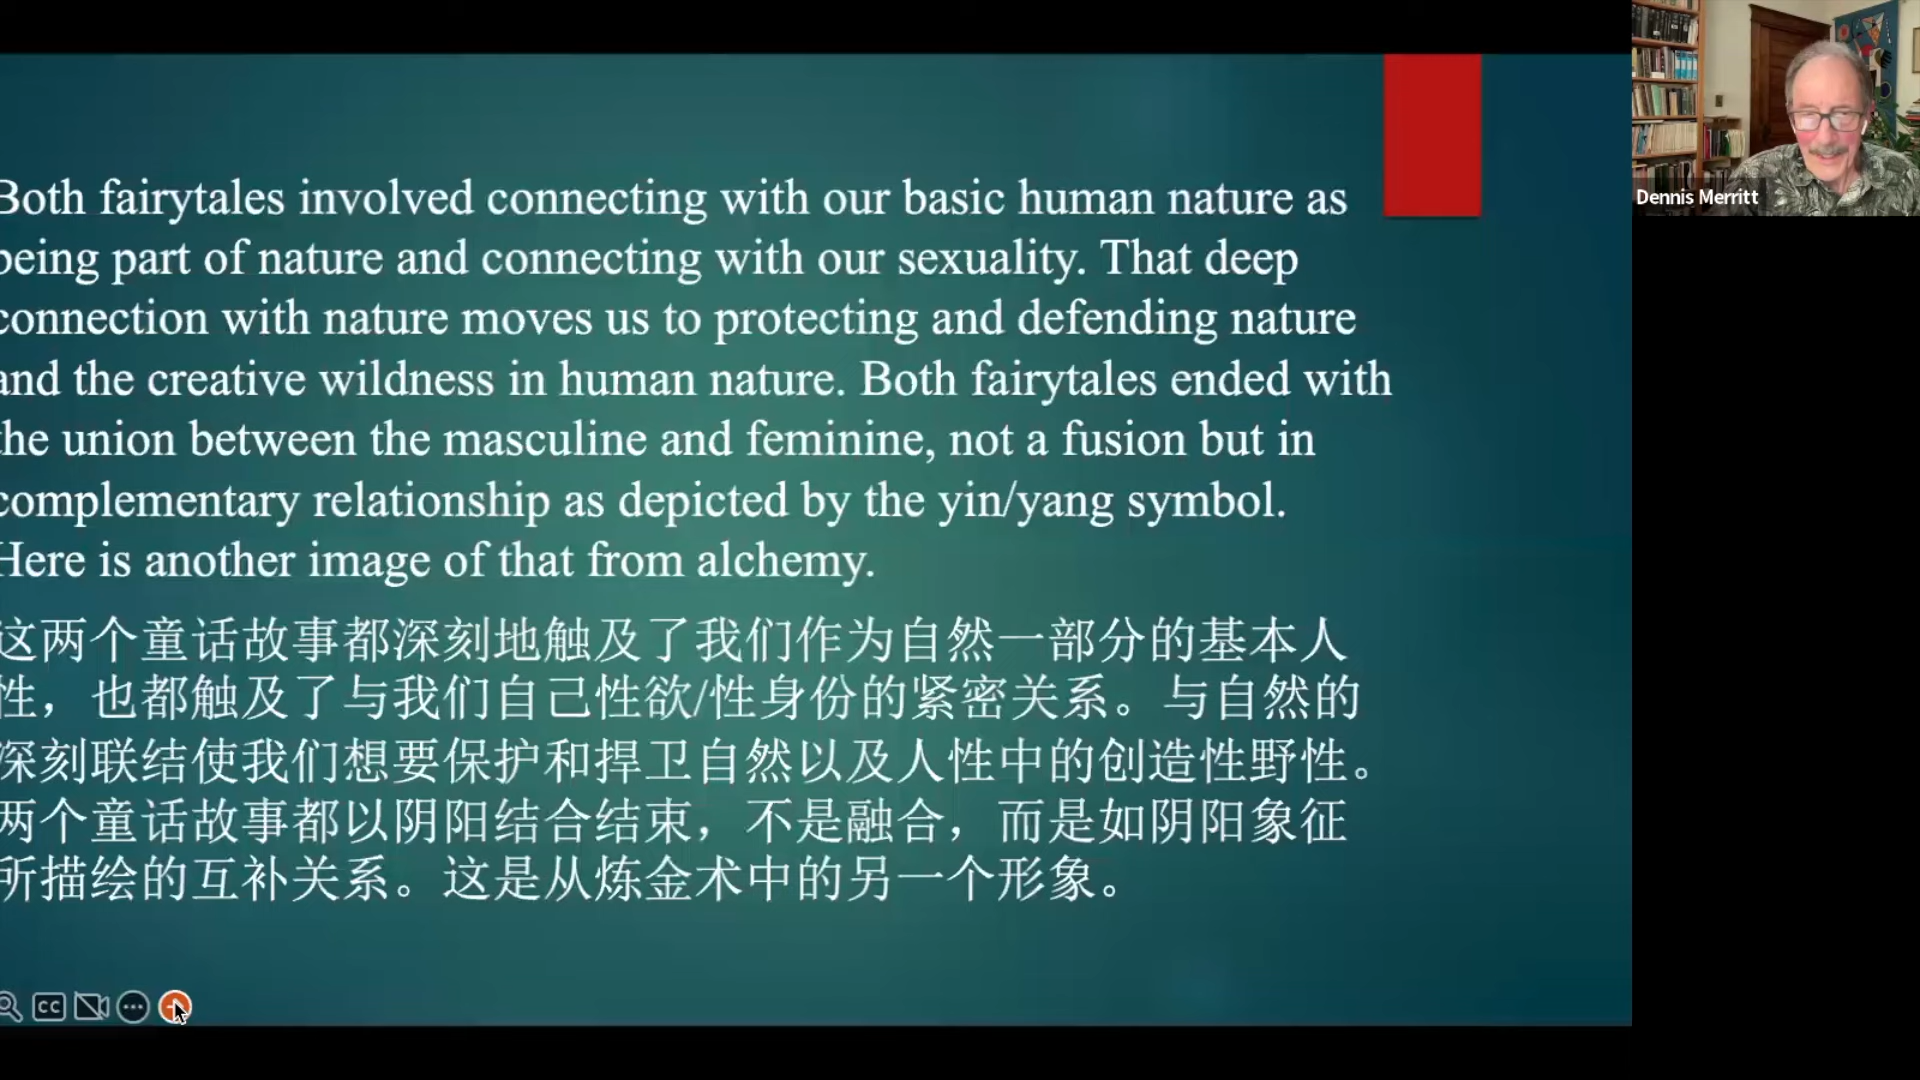 Both fairytales involved connecting with our basic human nature as
being part of nature and connecting with our sexuality. That deep
connection with nature moves us to protecting and defending nature
and the creative wildness in human nature. Both fairytales ended with
the union between the masculine and feminine, not a fusion but in
complementary relationship as depicted by the yin/yang symbol.
Here is another image of that from alchemy.
这两个童话故事都深刻地触及了我们作为自然一部分的基本人
性，也都触及了与我们自己性欲/性身份的紧密关系。与自然的
深刻联结使我们想要保护和捍卫自然以及人性中的创造性野性。
两个童话故事都以阴阳结合结束，不是融合，而是如阴阳象征
所描绘的互补关系。这是从炼金术中的另一个形象。
CC
Dennis Merritt